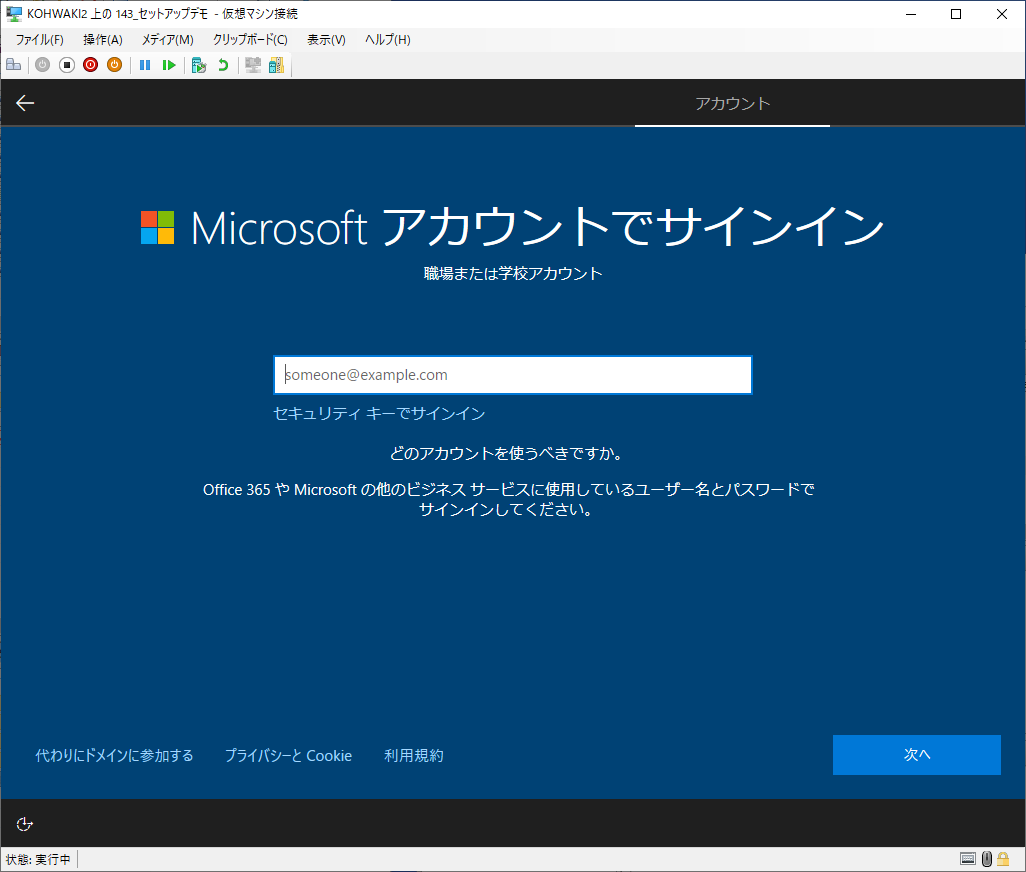 KOHWAKI2 上の 143_セットアップデモ - 仮想マシン接続
ファイル(F) 操作(A) メディア(M) クリップボード(C) 表示(V) ヘルプ(H)
アカウント
Microsoft アカウントでサインイン
職場または学校アカウント
someone@example.com
セキュリティ キーでサインイン
どのアカウントを使うべきですか。
Office 365 や Microsoft の他のビジネス サービスに使用しているユーザー名とパスワードで
サインインしてください。
代わりにドメインに参加する プライバシーと Cookie 利用規約 次へ
状態: 実行中